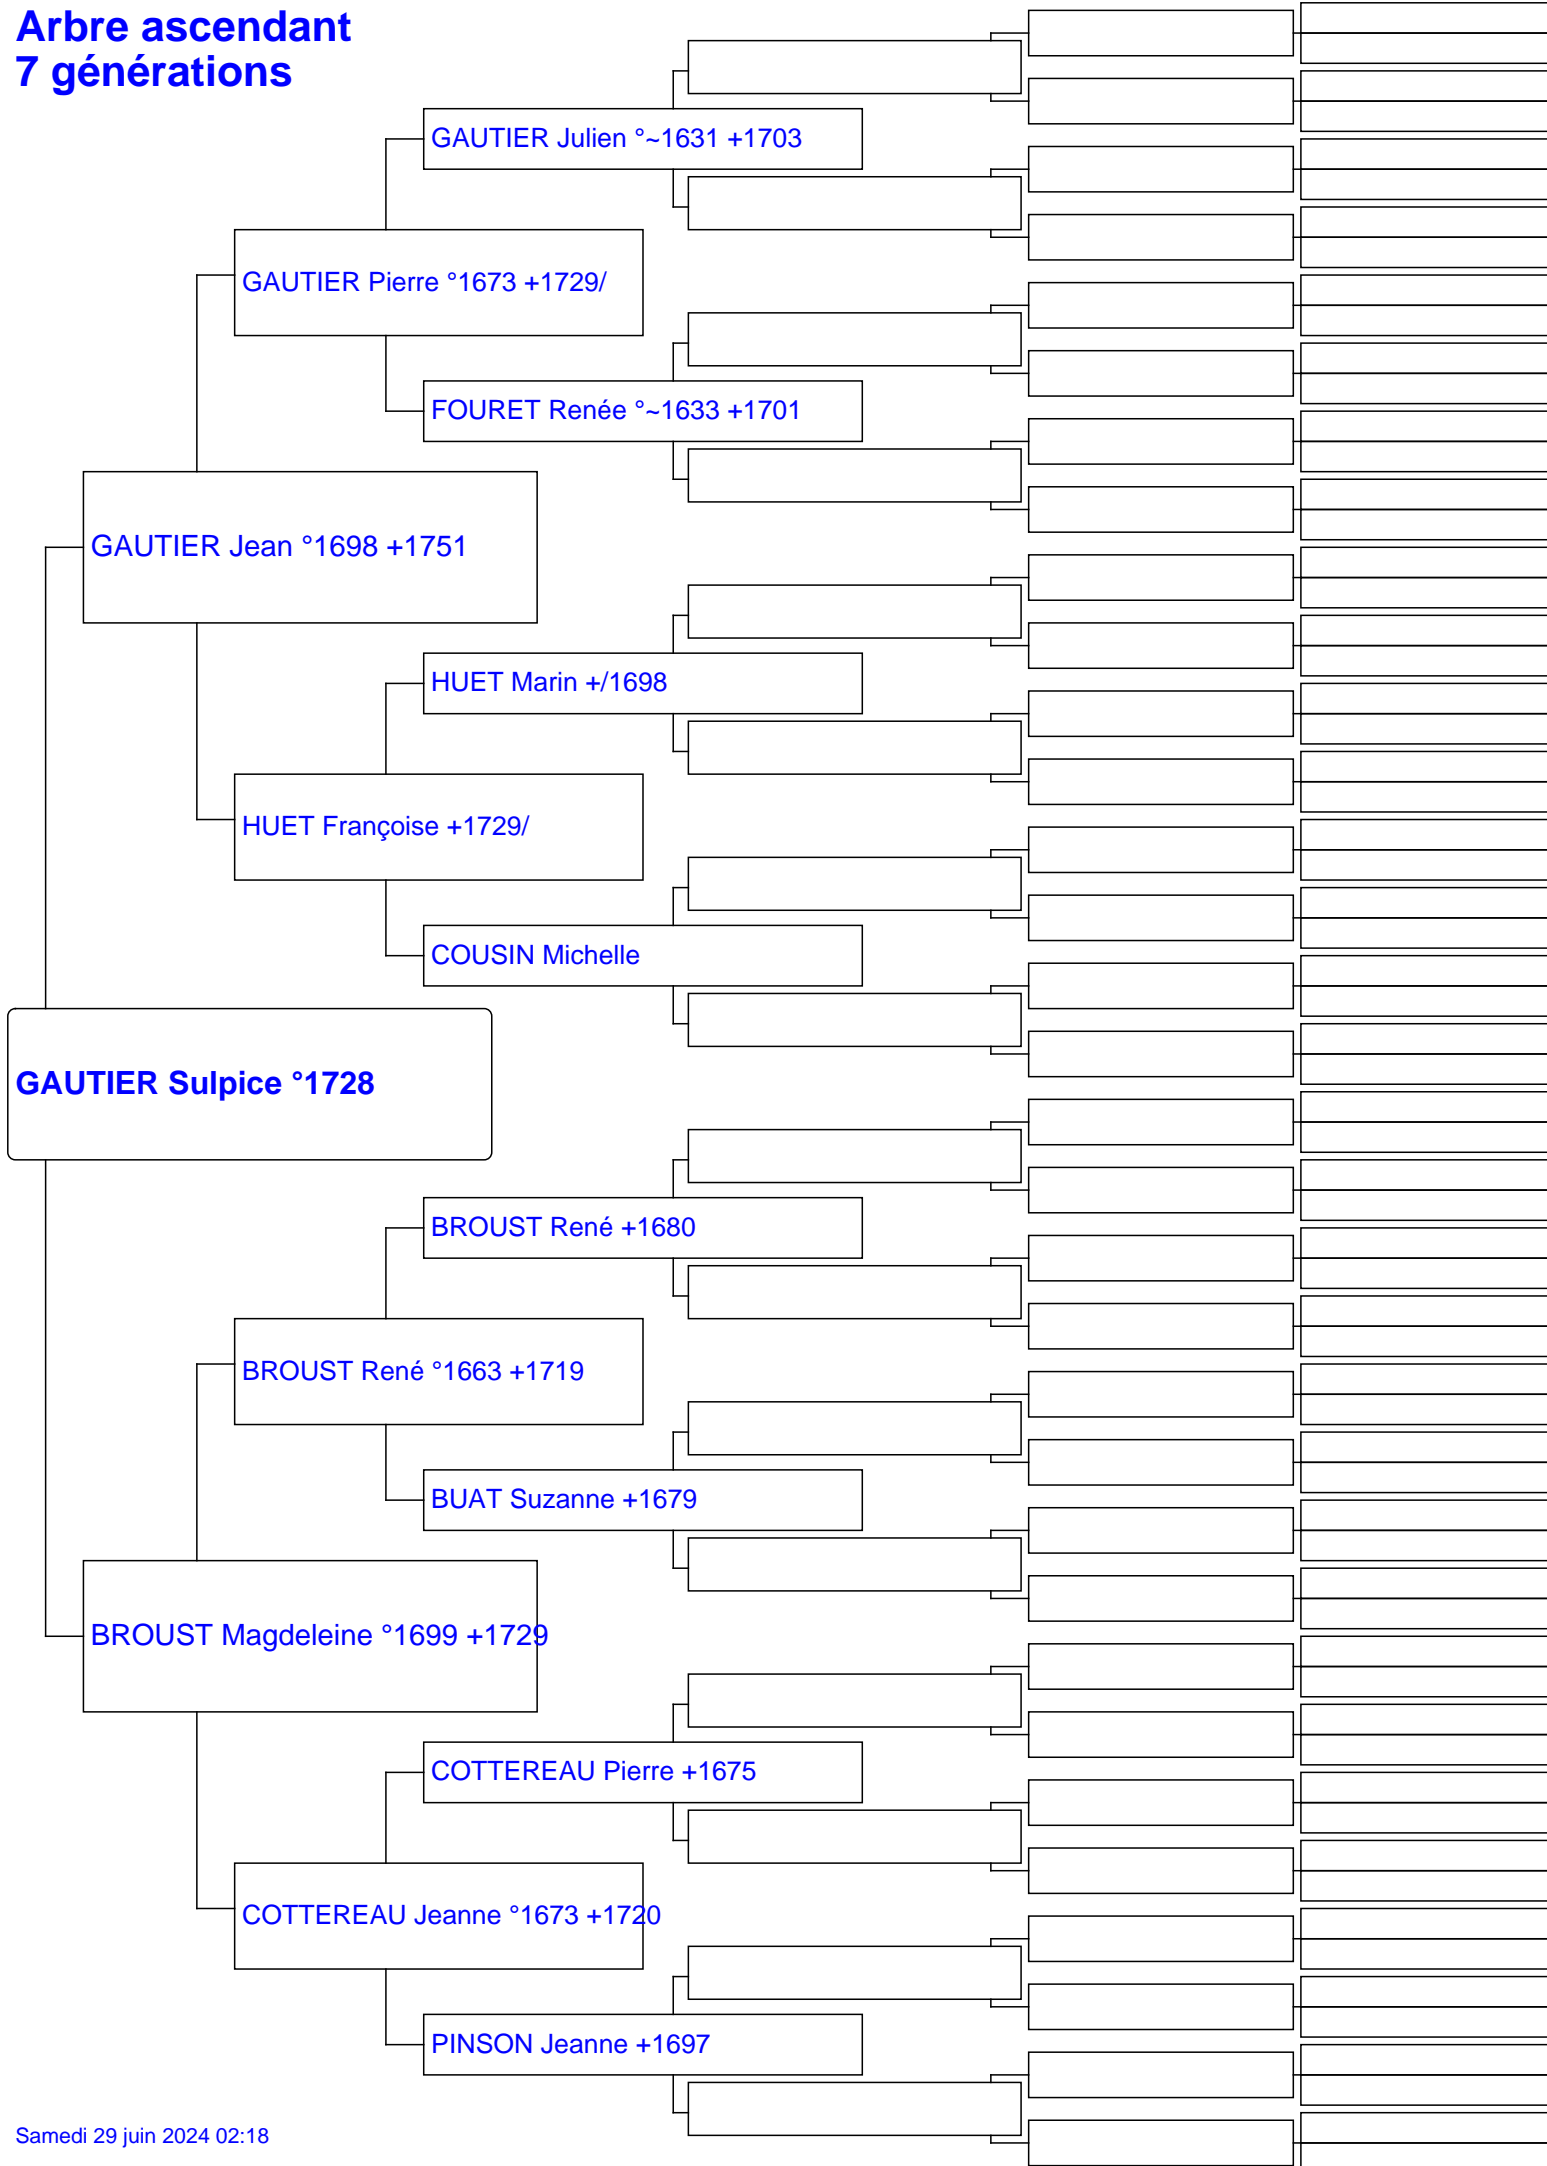 Arbre ascendant
7 générations
GAUTIER Julien °~1631 +1703
GAUTIER Pierre °1673 +1729/
FOURET Renée °~1633 +1701
GAUTIER Jean °1698 +1751
HUET Marin +/1698
HUET Françoise +1729/
COUSIN Michelle
GAUTIER Sulpice °1728
BROUST René +1680
BROUST René °1663 +1719
BUAT Suzanne +1679
BROUST Magdeleine °1699 +1729
COTTEREAU Pierre +1675
COTTEREAU Jeanne °1673 +1720
PINSON Jeanne +1697
Samedi 29 juin 2024 02:18